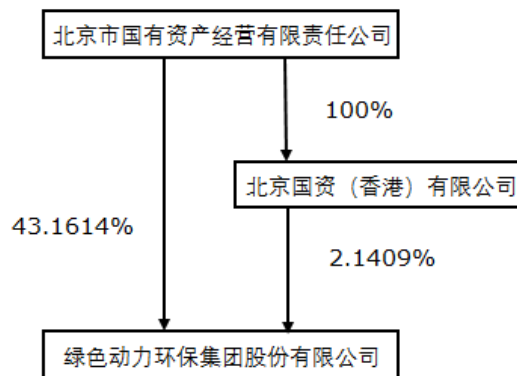 北京市国有资产经营有限责任公司
100%
北京国资（香港）有限公司
43.1614%
2.1409%
绿色动力环保集团股份有限公司